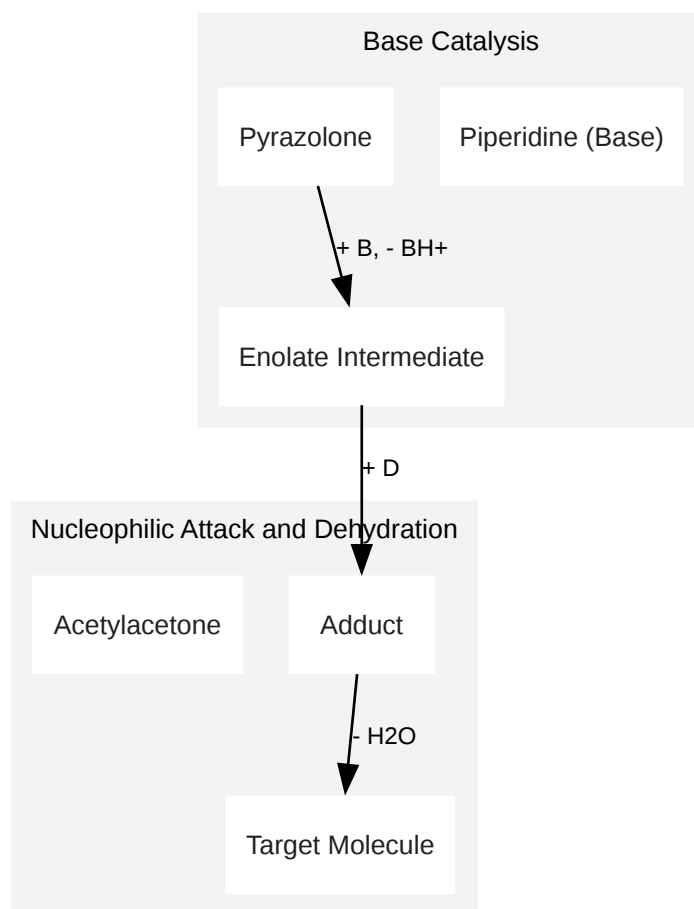 Base Catalysis
Pyrazolone
Piperidine (Base)
+ B, - BH+
Enolate Intermediate
+ D
Nucleophilic Attack and Dehydration
Acetylacetone
Adduct
- H2O
Target Molecule